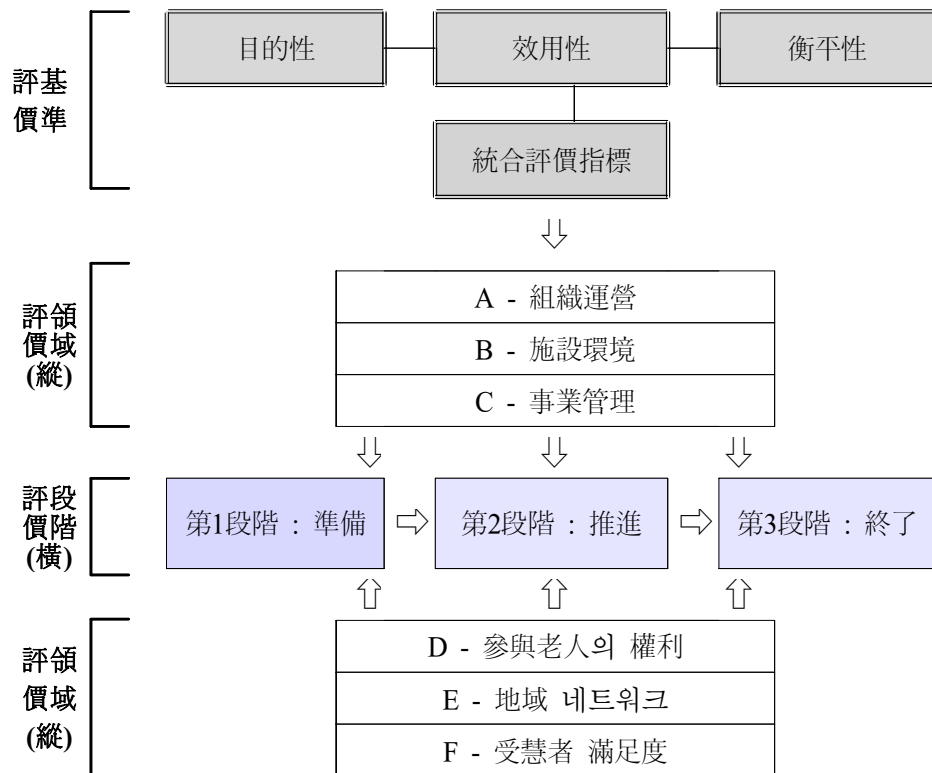 評價
基準
目的性
效用性
衡平性
統合評價指標
評價
領域
(縱)
A - 組織運營
B - 施設環境
C - 事業管理
評價
段階
(橫)
第1段階 : 準備
第2段階 : 推進
第3段階 : 終了
評價
領域
(縱)
D - 參與老人의 權利
E - 地域 네트워크
F - 受慧者 滿足度